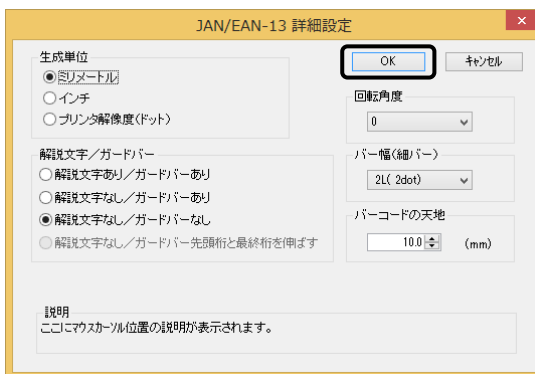 JAN/EAN-13 詳細設定
生成単位
ミリメートル
インチ
プリンタ解像度(ドット)
解説文字/ガードバー
解説文字あり/ガードバーあり
解説文字なし/ガードバーあり
解説文字なし/ガードバーなし
解説文字なし/ガードバー先頭桁と最終桁を伸ばす
OK
キャンセル
回転角度
0
バー幅(細バー)
2L( 2dot)
バーコードの天地
10.0 (mm)
説明
ここにマウスカーソル位置の説明が表示されます。